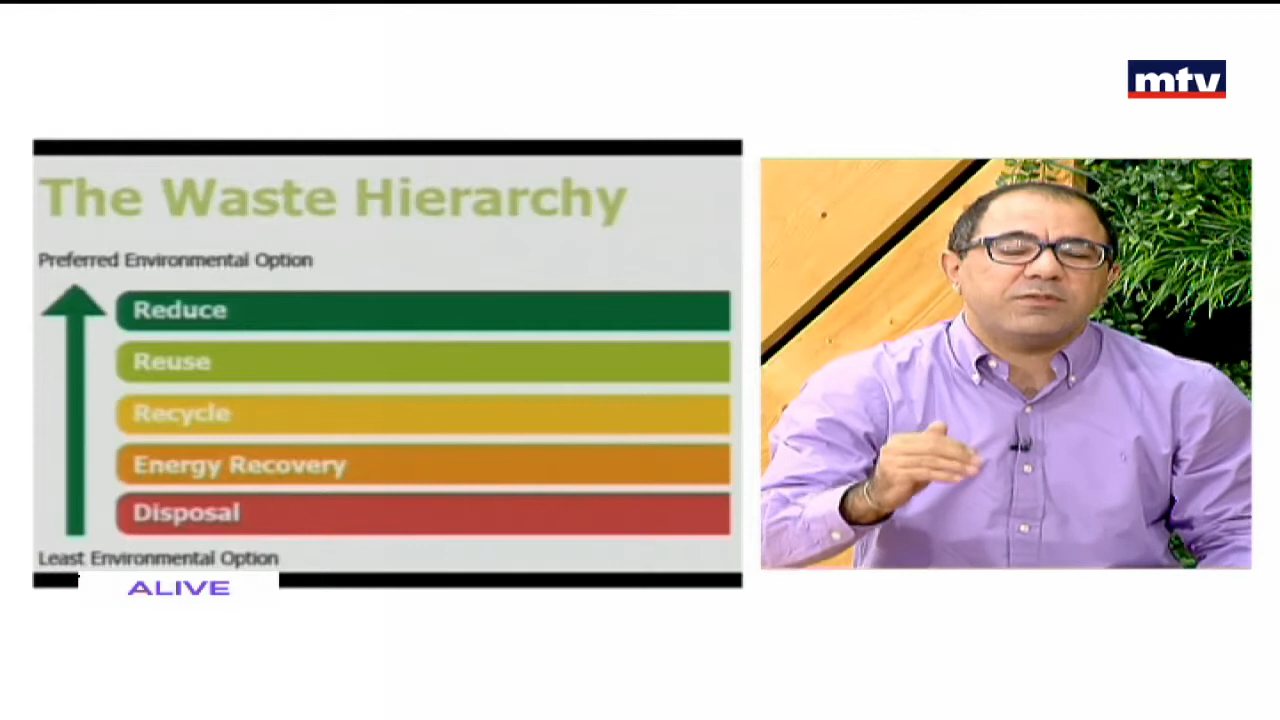 mtv
The Waste Hierarchy
Preferred Environmental Option
Reduce
Reuse
Recycle
Energy Recovery
Disposal
Least Environmental Option
ALIVE